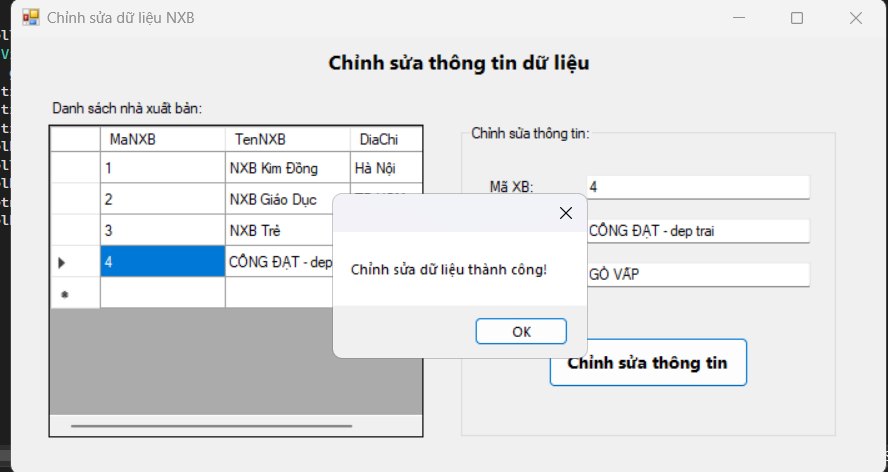 Chỉnh sửa dữ liệu NXB
Chỉnh sửa thông tin dữ liệu
Danh sách nhà xuất bản:
MaNXB TenNXB DiaChi
1 NXB Kim Đồng Hà Nội
2 NXB Giáo Dục
3 NXB Trẻ
4 CÔNG ĐẠT - dep
Chỉnh sửa thông tin:
Mã XB: 4
CÔNG ĐẠT - dep trai
GÒ VẤP
Chỉnh sửa dữ liệu thành công!
OK
Chỉnh sửa thông tin